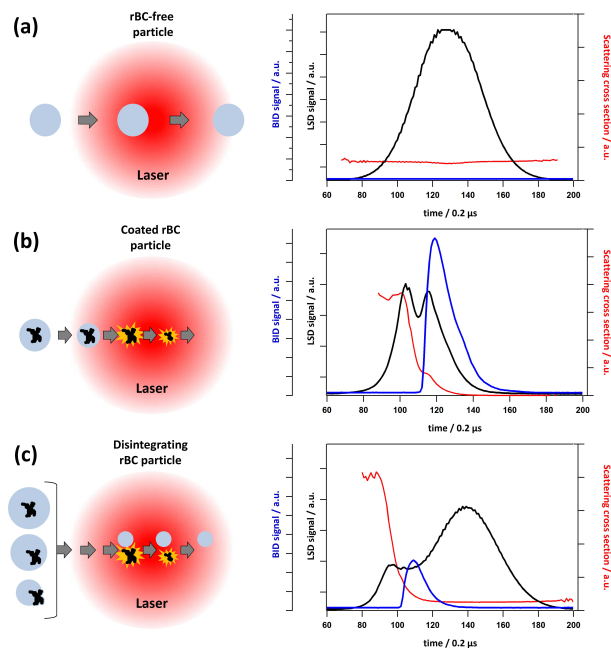 (a)
rBC-free
particle
Laser
BID signal / a.u.
LSD signal / a.u.
Scattering cross
section / a.u.
60 80 100 120 140 160 180 200
time / 0.2 µs
(b)
Coated rBC
particle
Laser
BID signal / a.u.
LSD signal / a.u.
Scattering cross
section / a.u.
60 80 100 120 140 160 180 200
time / 0.2 µs
(c)
Disintegrating
rBC particle
Laser
BID signal / a.u.
LSD signal / a.u.
Scattering cross
section / a.u.
60 80 100 120 140 160 180 200
time / 0.2 µs